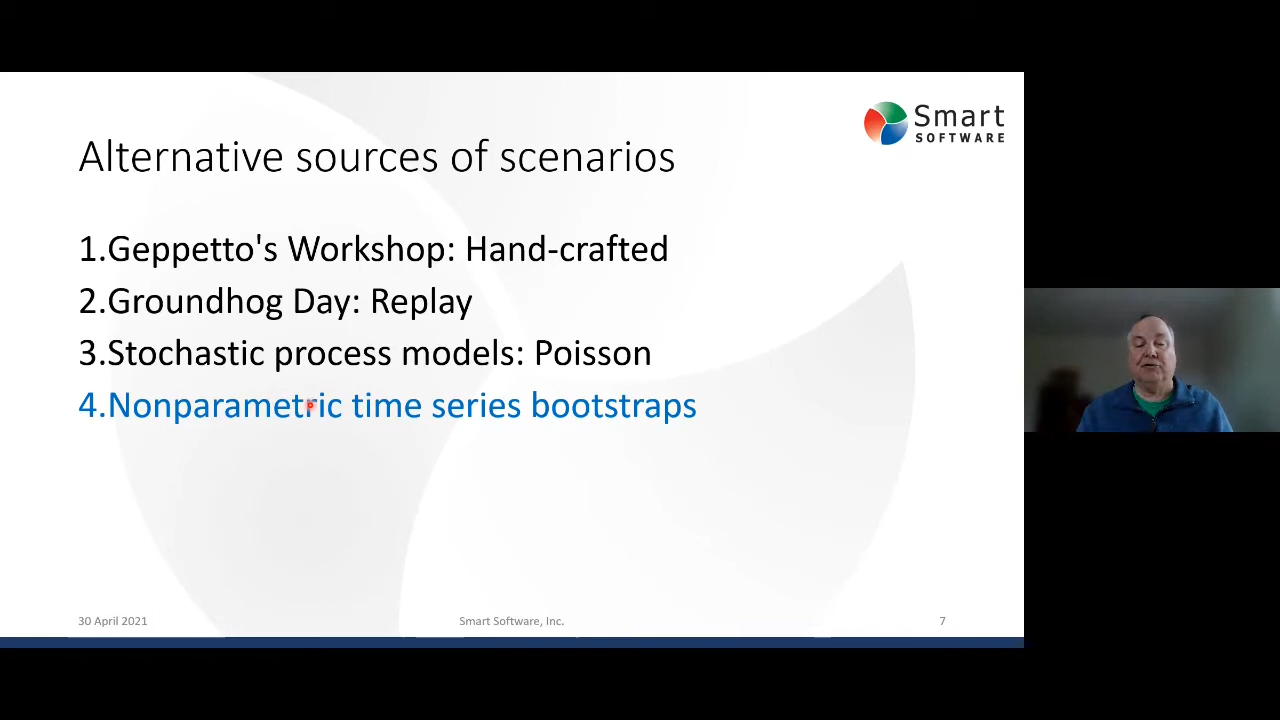 Smart
SOFTWARE
Alternative sources of scenarios
1.Geppetto's Workshop: Hand-crafted
2.Groundhog Day: Replay
3.Stochastic process models: Poisson
4.Nonparametric time series bootstraps
30 April 2021
Smart Software, Inc.
7